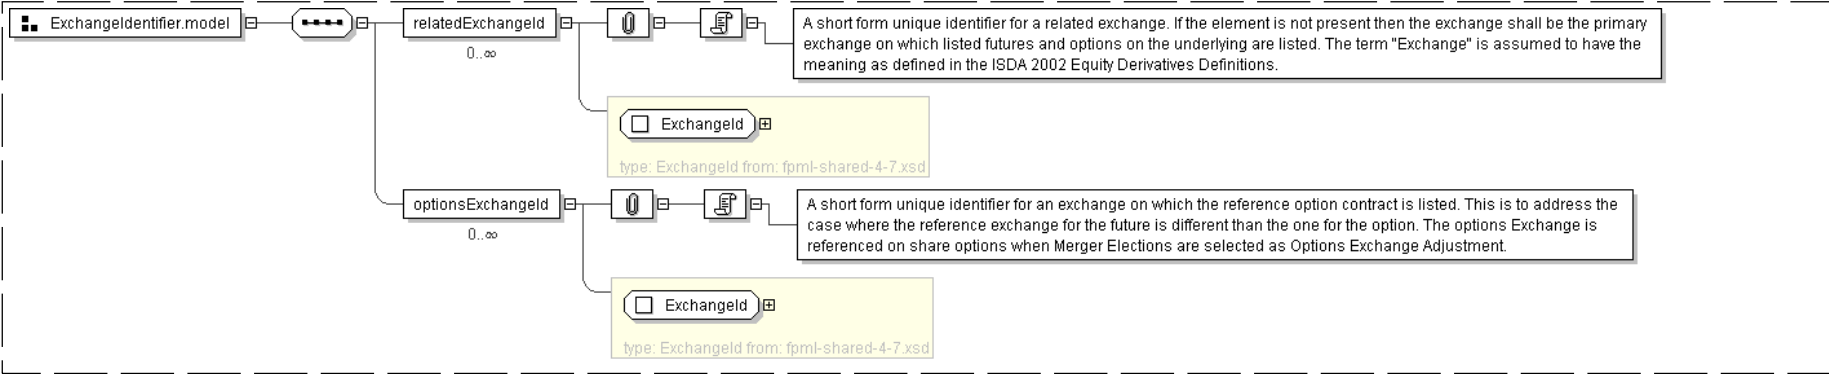 ExchangeIdentifier.model
relatedExchangeId
0..∞
A short form unique identifier for a related exchange. If the element is not present then the exchange shall be the primary
exchange on which listed futures and options on the underlying are listed. The term "Exchange" is assumed to have the
meaning as defined in the ISDA 2002 Equity Derivatives Definitions.
ExchangeId
type: ExchangeId from: fpml-shared-4-7.xsd
optionsExchangeId
0..∞
A short form unique identifier for an exchange on which the reference option contract is listed. This is to address the
case where the reference exchange for the future is different than the one for the option. The options Exchange is
referenced on share options when Merger Elections are selected as Options Exchange Adjustment.
ExchangeId
type: ExchangeId from: fpml-shared-4-7.xsd